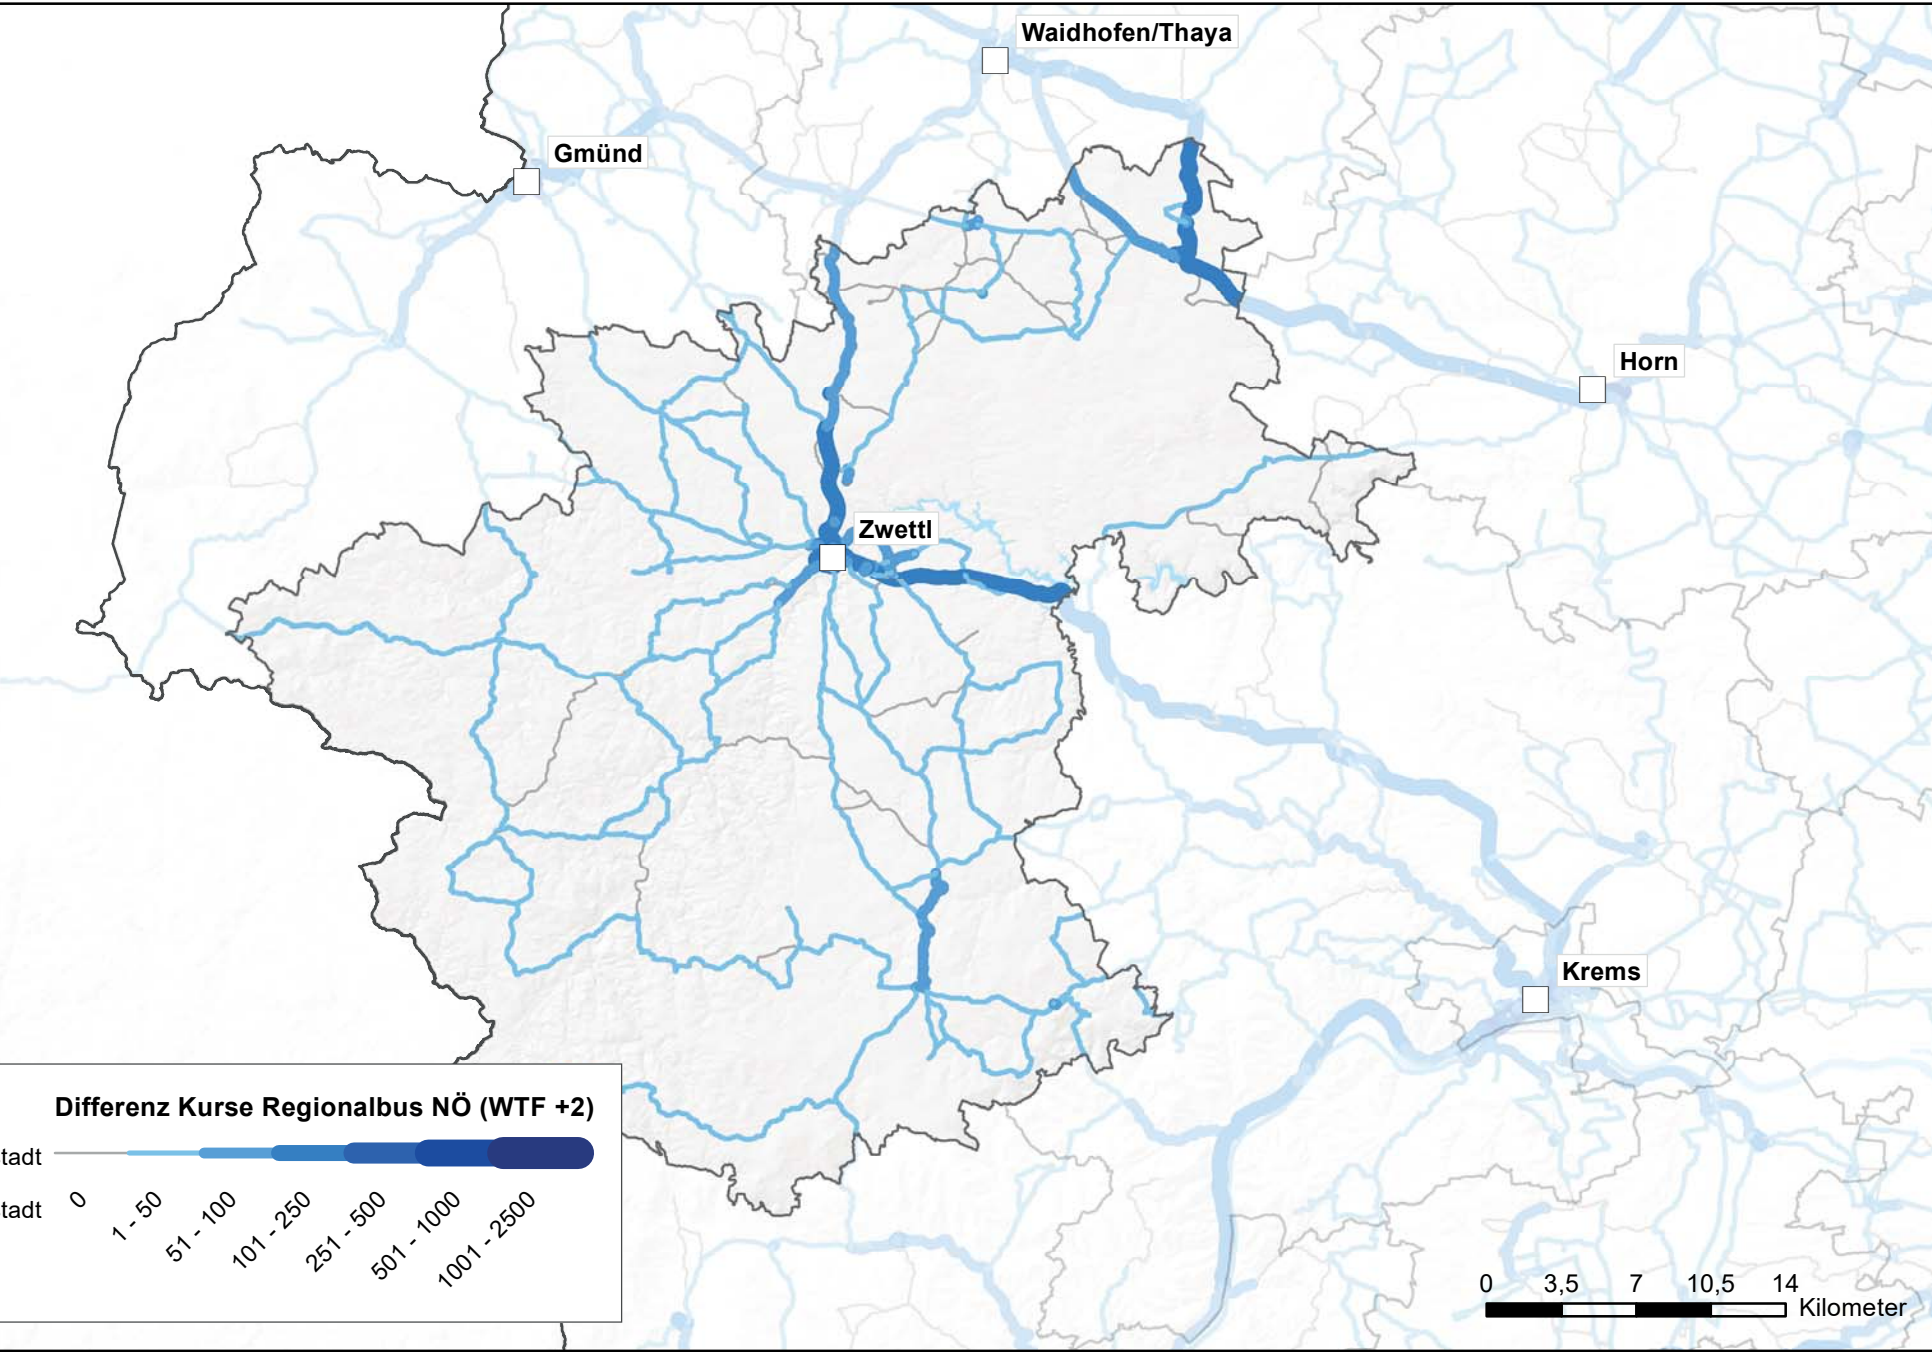 Waidhofen/Thaya
Gmünd
Horn
Zwettl
Krems
Differenz Kurse Regionalbus NÖ (WTF +2)
tadt
tadt
0
1 - 50
51 - 100
101 - 250
251 - 500
501 - 1000
1001 - 2500
0 3,5 7 10,5 14
Kilometer